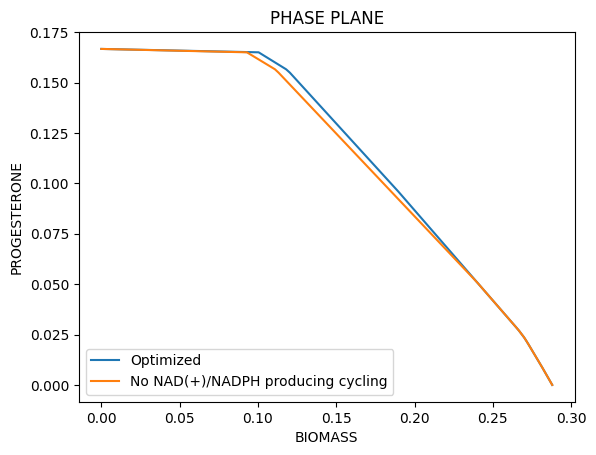 PHASE PLANE
PROGESTERONE
0.175
0.150
0.125
0.100
0.075
0.050
0.025
0.000
Optimized
No NAD(+)/NADPH producing cycling
0.00 0.05 0.10 0.15 0.20 0.25 0.30
BIOMASS